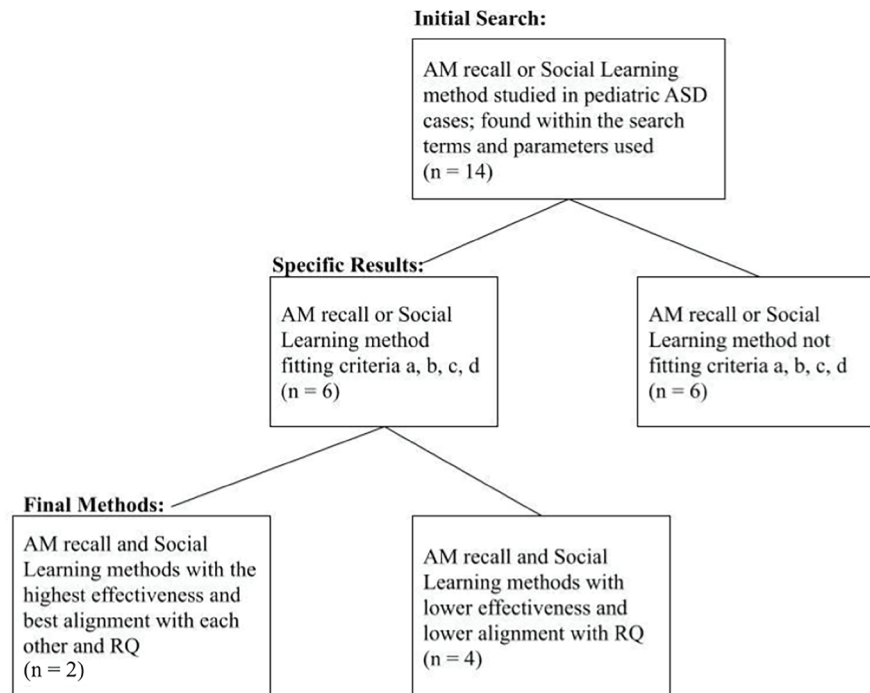 Initial Search:
AM recall or Social Learning
method studied in pediatric ASD
cases; found within the search
terms and parameters used
(n = 14)
Specific Results:
AM recall or Social
Learning method
fitting criteria a, b, c, d
(n = 6)
AM recall or Social
Learning method not
fitting criteria a, b, c, d
(n = 6)
Final Methods:
AM recall and Social
Learning methods with the
highest effectiveness and
best alignment with each
other and RQ
(n = 2)
AM recall and Social
Learning methods with
lower effectiveness and
lower alignment with RQ
(n = 4)